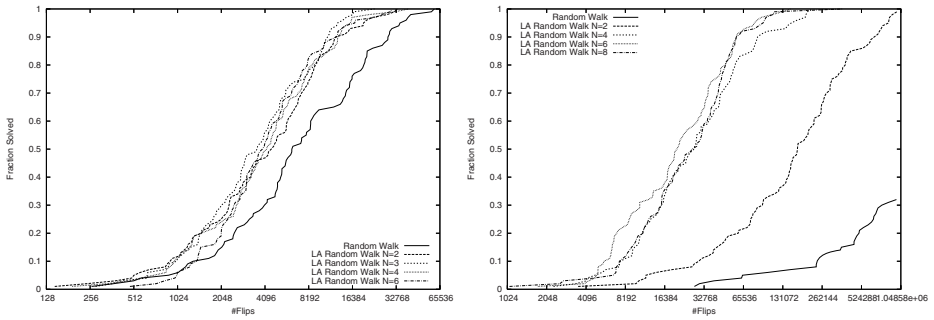 1
0.9
0.8
0.7
0.6
0.5
0.4
0.3
0.2
0.1
0
Fraction Solved
Random Walk
LA Random Walk N=2
LA Random Walk N=3
LA Random Walk N=4
LA Random Walk N=6
128 256 512 1024 2048 4096 8192 16384 32768 65536
#Flips
1
0.9
0.8
0.7
0.6
0.5
0.4
0.3
0.2
0.1
0
Fraction Solved
Random Walk
LA Random Walk N=2
LA Random Walk N=4
LA Random Walk N=6
LA Random Walk N=8
1024 2048 4096 8192 16384 32768 65536 131072 262144 524288 1.04858e+06
#Flips